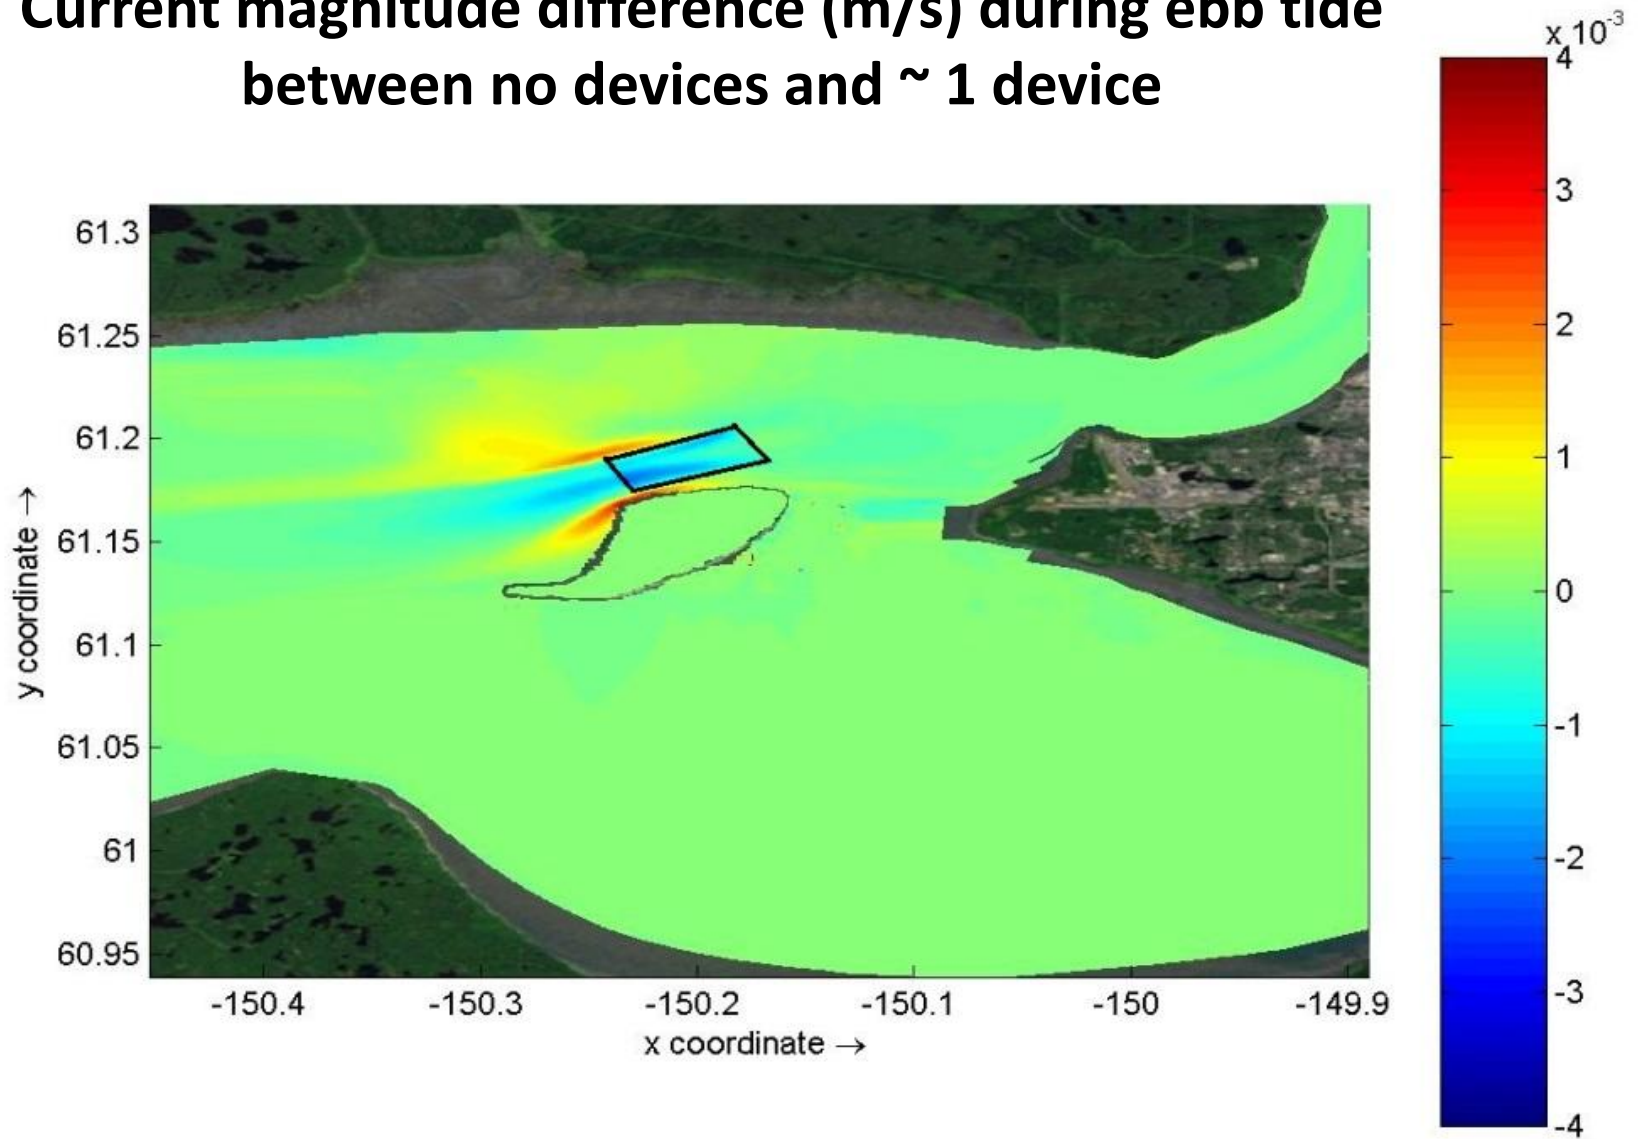 Current magnitude difference (m/s) during ebb tide
between no devices and ~ 1 device
x 10-3
4
3
2
1
0
-1
-2
-3
-4
61.3
61.25
61.2
61.15
61.1
61.05
61
60.95
y coordinate →
-150.4 -150.3 -150.2 -150.1 -150 -149.9
x coordinate →